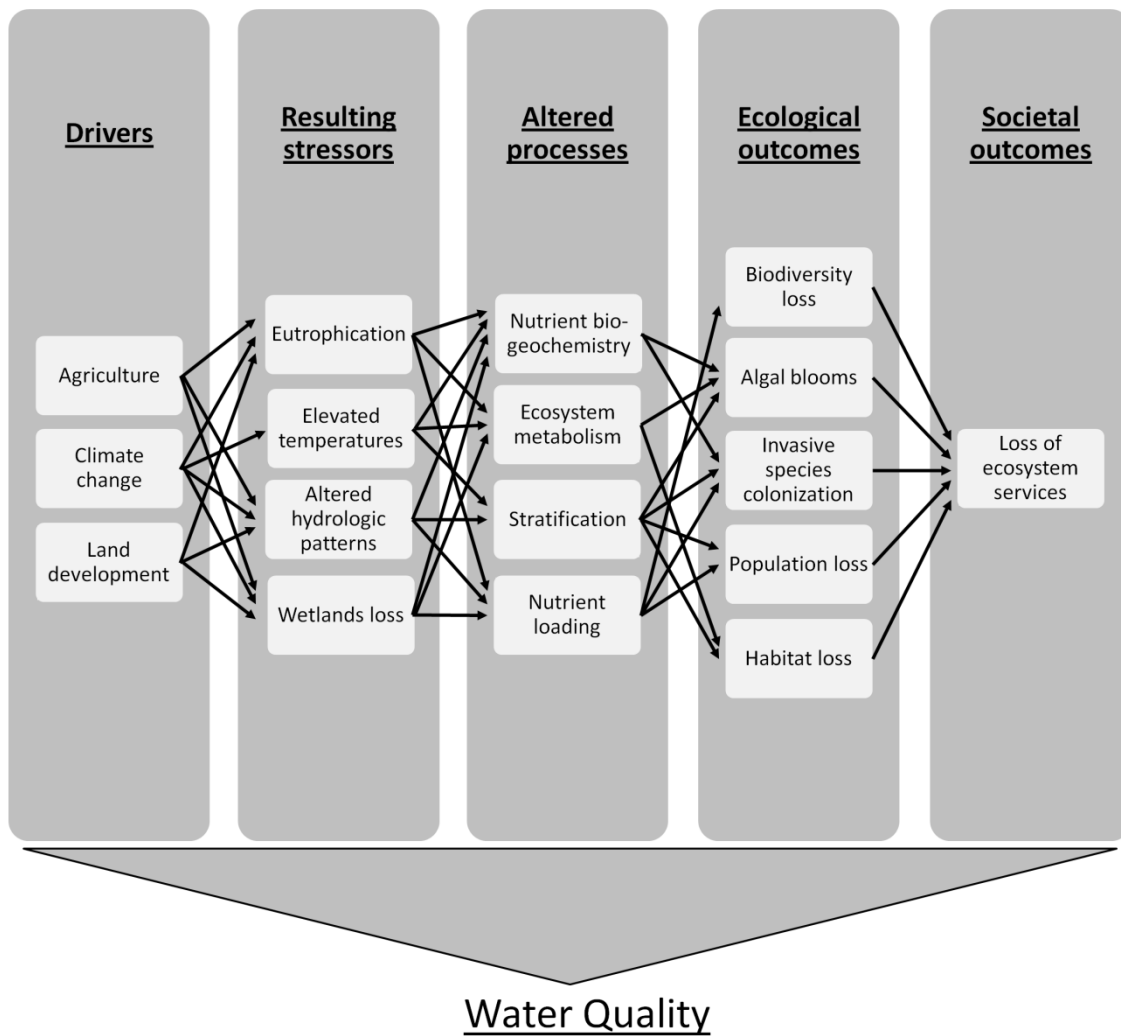 Drivers
Resulting
stressors
Altered
processes
Ecological
outcomes
Societal
outcomes
Agriculture
Climate
change
Land
development
Eutrophication
Elevated
temperatures
Altered
hydrologic
patterns
Wetlands loss
Nutrient bio-
geochemistry
Ecosystem
metabolism
Stratification
Nutrient
loading
Biodiversity
loss
Algal blooms
Invasive
species
colonization
Population loss
Habitat loss
Loss of
ecosystem
services
Water Quality